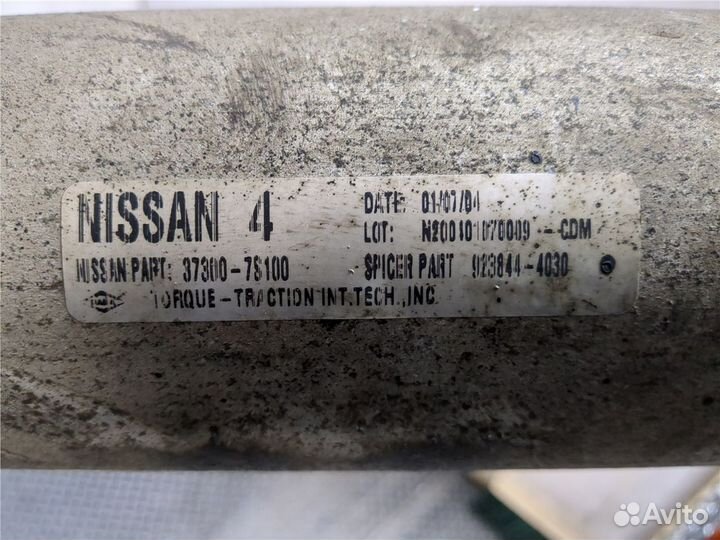 NISSAN 4
DATE: 01/07/04
LOT: N200101070009 --CDM
NISSAN PART: 37300-7S100
SPICER PART 923844-4030
TORQUE-TRACTION INT.TECH.,INC.
Avito